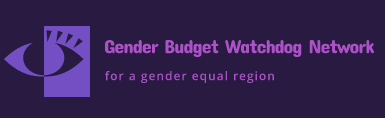 Gender Budget Watchdog Network
for a gender equal region